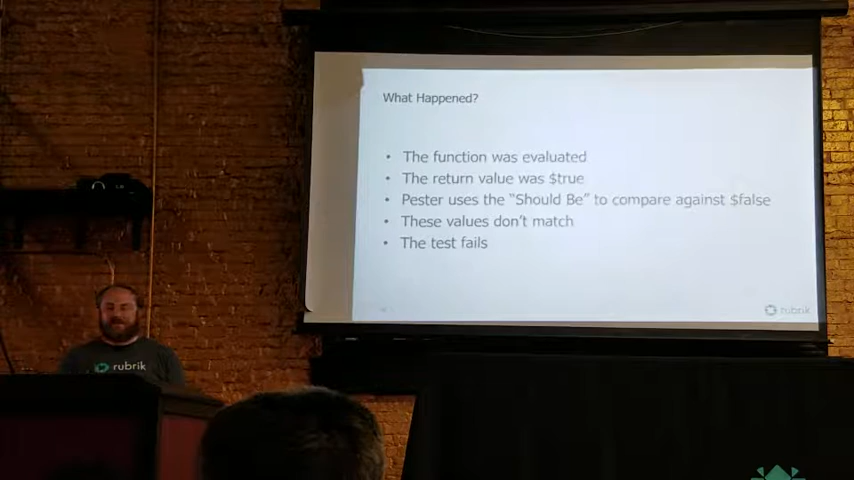 What Happened?
• The function was evaluated
• The return value was $true
• Pester uses the "Should Be" to compare against $false
• These values don't match
• The test fails
rubrik
rubrik